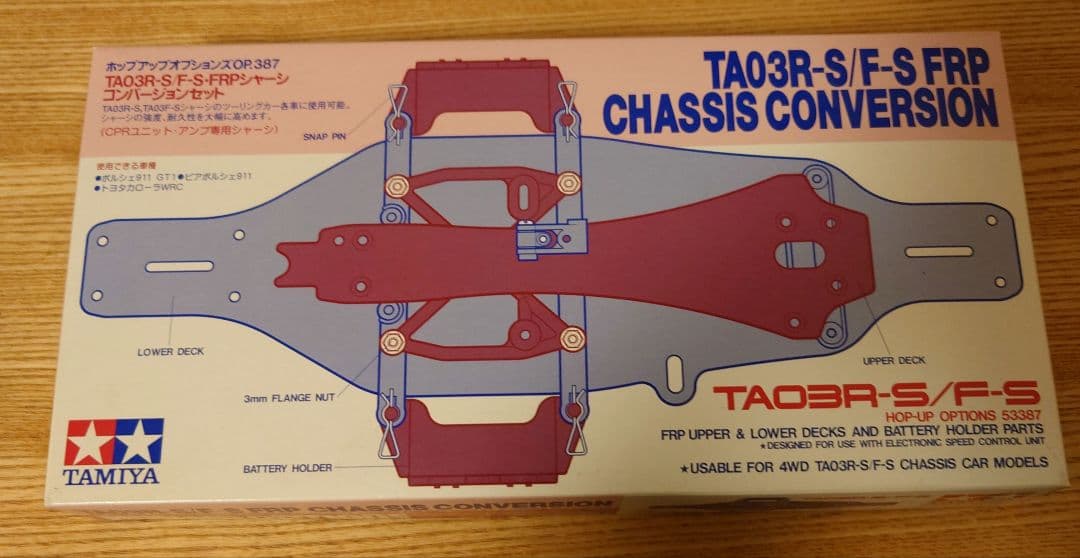 ホップアップオプションズOP.387
TA03R-S/F-S・FRPシャーシ
コンバージョンセット
TA03R-S,TA03F-Sシャーシのツーリングカー各車に使用可能。
シャーシの強度、耐久性を大幅に高めます。
(CPRユニット・アンプ専用シャーシ)
使用できる車種
●ポルシェ911 GT1●ビアポルシェ911
●トヨタカローラWRC
TA03R-S/F-S FRP
CHASSIS CONVERSION
SNAP PIN
LOWER DECK
3mm FLANGE NUT
BATTERY HOLDER
UPPER DECK
TAMIYA
TA03R-S/F-S
HOP-UP OPTIONS 53387
FRP UPPER & LOWER DECKS AND BATTERY HOLDER PARTS
★DESIGNED FOR USE WITH ELECTRONIC SPEED CONTROL UNIT
★USABLE FOR 4WD TA03R-S/F-S CHASSIS CAR MODELS
FRP CHASSIS CONVERSION